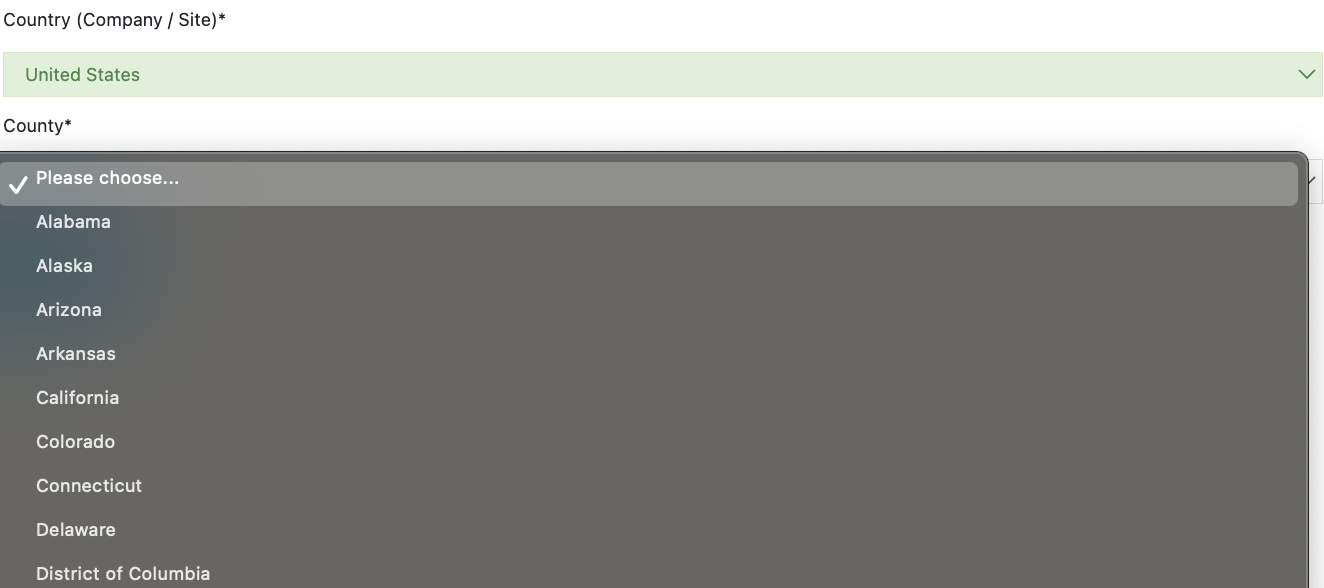 Country (Company / Site)*
United States
County*
Please choose...
Alabama
Alaska
Arizona
Arkansas
California
Colorado
Connecticut
Delaware
District of Columbia